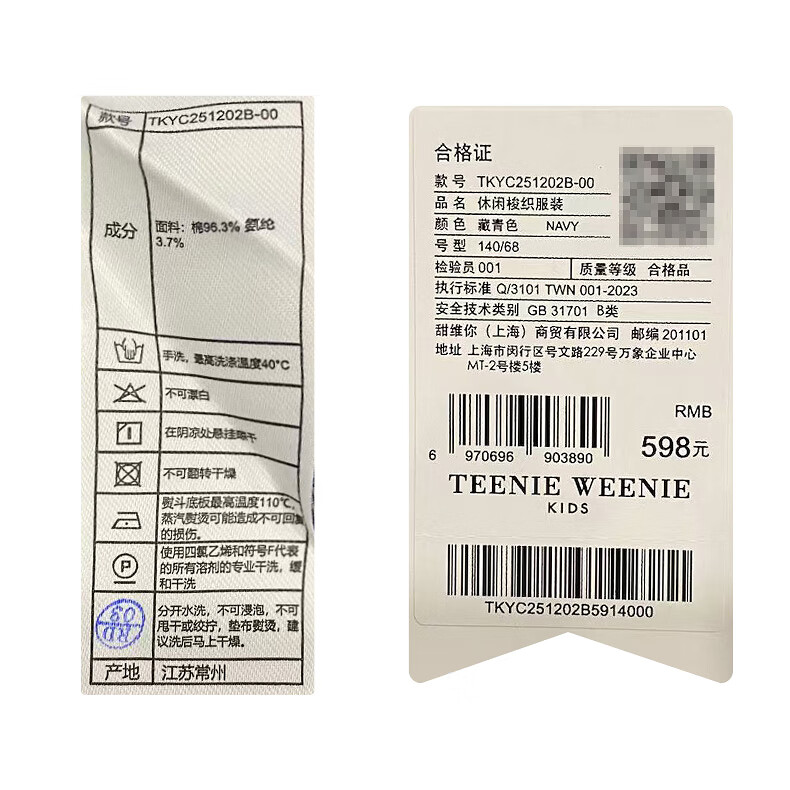 款号 TKYC251202B-00
成分
面料：棉96.3% 氨纶
3.7%
手洗，最高洗涤温度40°C
不可漂白
在阴凉处悬挂晾干
不可翻转干燥
熨斗底板最高温度110℃，
蒸汽熨烫可能造成不可回复
的损伤。
P
使用四氯乙烯和符号F代表
的所有溶剂的专业干洗，缓
和干洗
分开水洗，不可浸泡，不可
甩干或绞拧，垫布熨烫，建
议洗后马上干燥。
产地 江苏常州
合格证
款号 TKYC251202B-00
品名 休闲梭织服装
颜色 藏青色 NAVY
号型 140/68
检验员 001 质量等级 合格品
执行标准 Q/3101 TWN 001-2023
安全技术类别 GB 31701 B类
甜维你（上海）商贸有限公司 邮编 201101
地址 上海市闵行区号文路229号万象企业中心
MT-2号楼5楼
RMB
598元
6 970696 903890
TEENIE WEENIE
KIDS
TKYC251202B5914000